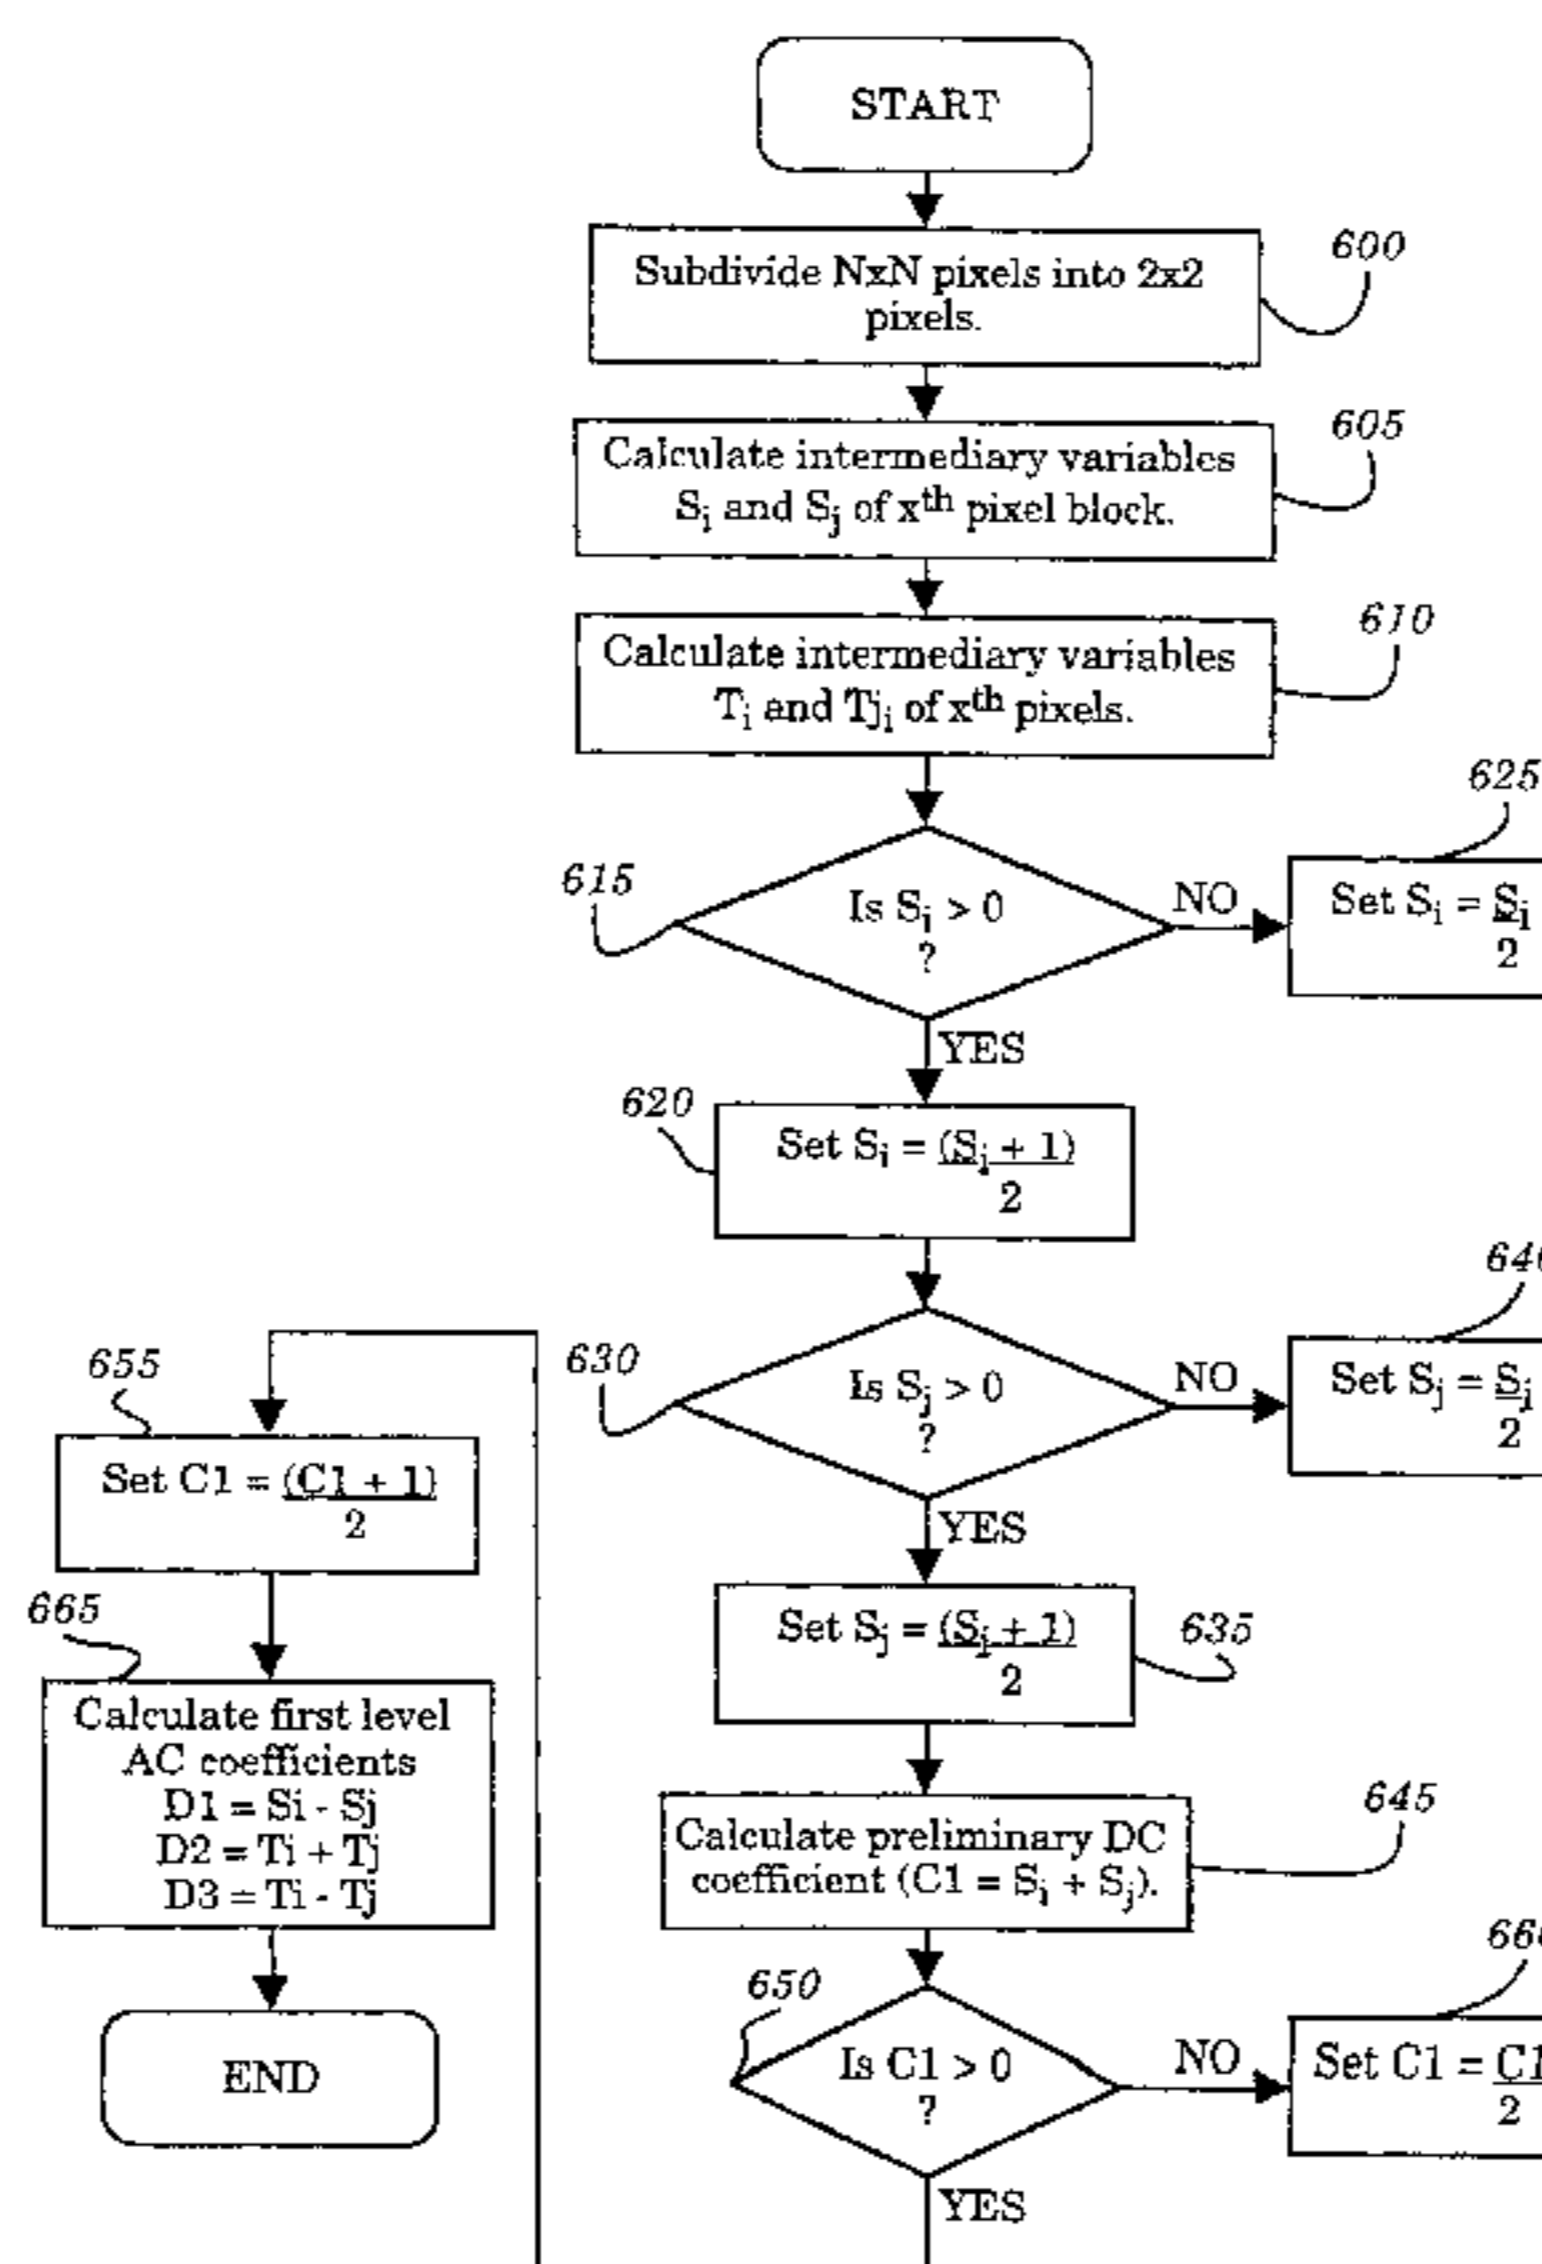 START
Subdivide NxN pixels into 2x2
pixels.
600
Calculate intermediary variables
Si and Sj of xth pixel block.
605
Calculate intermediary variables
Ti and Tji of xth pixels.
610
615
Is Si > 0
?
NO
625
Set Si = Si
2
YES
620
Set Si = (Si + 1)
2
630
Is Sj > 0
?
NO
Set Sj = Sj
2
YES
Set Sj = (Sj + 1)
2
635
Calculate preliminary DC
coefficient (C1 = Si + Sj).
645
650
Is C1 > 0
?
NO
Set C1 = C1
2
YES
655
Set C1 = (C1 + 1)
2
665
Calculate first level
AC coefficients
D1 = Si - Sj
D2 = Ti + Tj
D3 = Ti - Tj
END